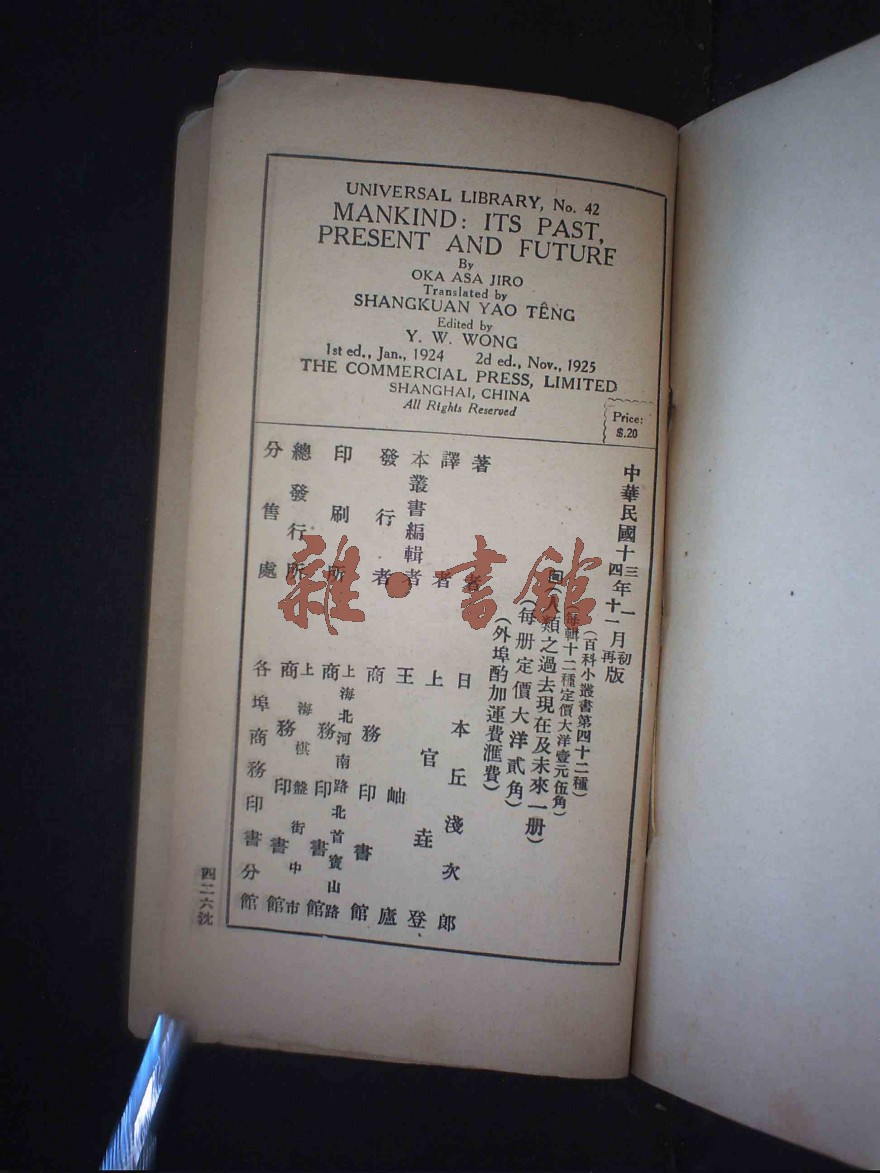 UNIVERSAL LIBRARY, No. 42
MANKIND: ITS PAST,
PRESENT AND FUTURE
By
OKA ASA JIRO
Translated by
SHANGKUAN YAO TÊNG
Edited by
Y. W. WONG
1st ed., Jan., 1924 2d ed., Nov., 1925
THE COMMERCIAL PRESS, LIMITED
SHANGHAI, CHINA
All Rights Reserved
Price:
$.20
中華民國十三年一月初版
四年十一月再版
(百科小叢書第四十二種)
(每輯十二種定價大洋壹元伍角)
(人類之過去現在及未來一册)
(每册定價大洋貳角)
(外埠酌加運費滙費)
著者 日本丘淺次郎
譯者 上官垚登
本叢書編輯者 王岫廬
發行者 商務印書館
印刷所 上海北河南路北首寶山路
商務印書館
總發行所 上海棋盤街中市
商務印書館
分售處 各埠商務印書分館
四二六沈
雜·書館